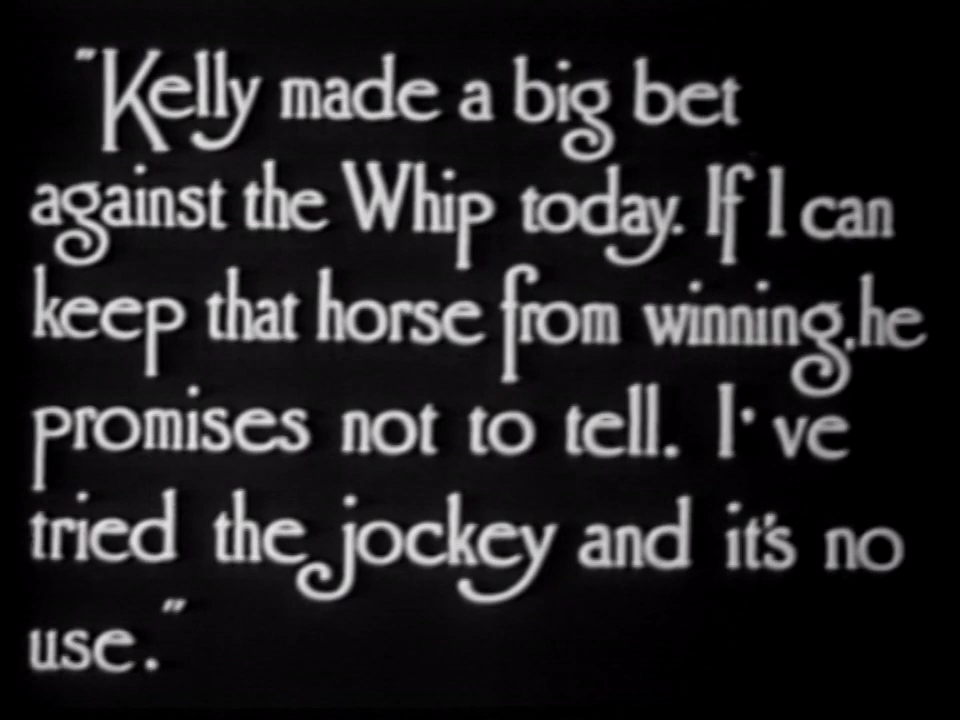 "Kelly made a big bet
against the Whip today. If I can
keep that horse from winning, he
promises not to tell. I've
tried the jockey and it's no
use."